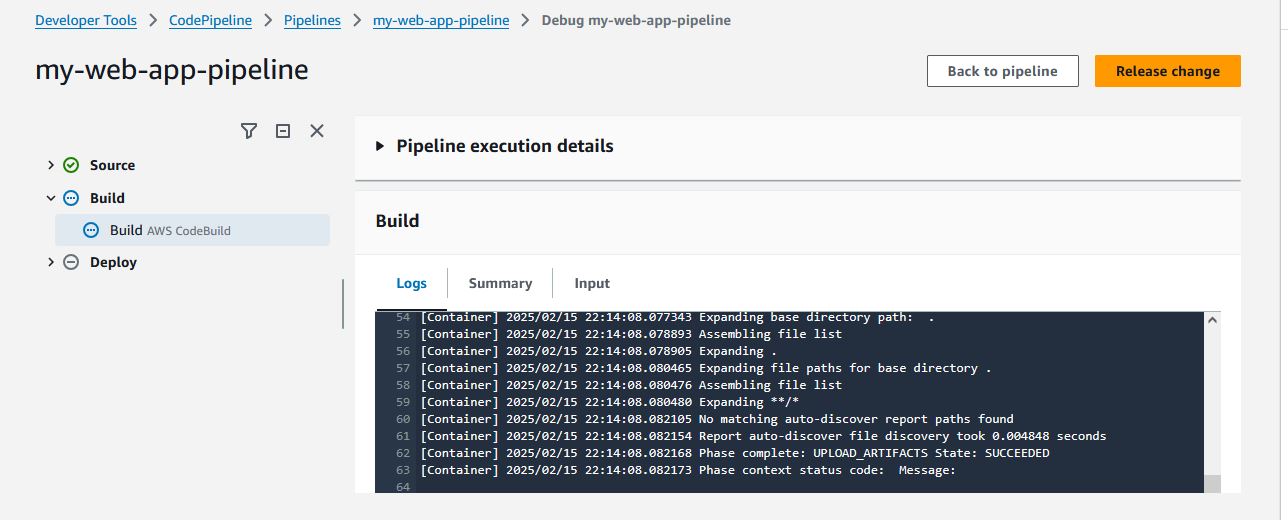 Developer Tools > CodePipeline > Pipelines > my-web-app-pipeline > Debug my-web-app-pipeline
my-web-app-pipeline
Back to pipeline
Release change
Source
Build
Build AWS CodeBuild
Deploy
Pipeline execution details
Build
Logs
Summary
Input
54 [Container] 2025/02/15 22:14:08.077343 Expanding base directory path:  .
55 [Container] 2025/02/15 22:14:08.078893 Assembling file list
56 [Container] 2025/02/15 22:14:08.078905 Expanding .
57 [Container] 2025/02/15 22:14:08.080465 Expanding file paths for base directory .
58 [Container] 2025/02/15 22:14:08.080476 Assembling file list
59 [Container] 2025/02/15 22:14:08.080480 Expanding **/*
60 [Container] 2025/02/15 22:14:08.082105 No matching auto-discover report paths found
61 [Container] 2025/02/15 22:14:08.082154 Report auto-discover file discovery took 0.004848 seconds
62 [Container] 2025/02/15 22:14:08.082168 Phase complete: UPLOAD_ARTIFACTS State: SUCCEEDED
63 [Container] 2025/02/15 22:14:08.082173 Phase context status code:  Message:
64